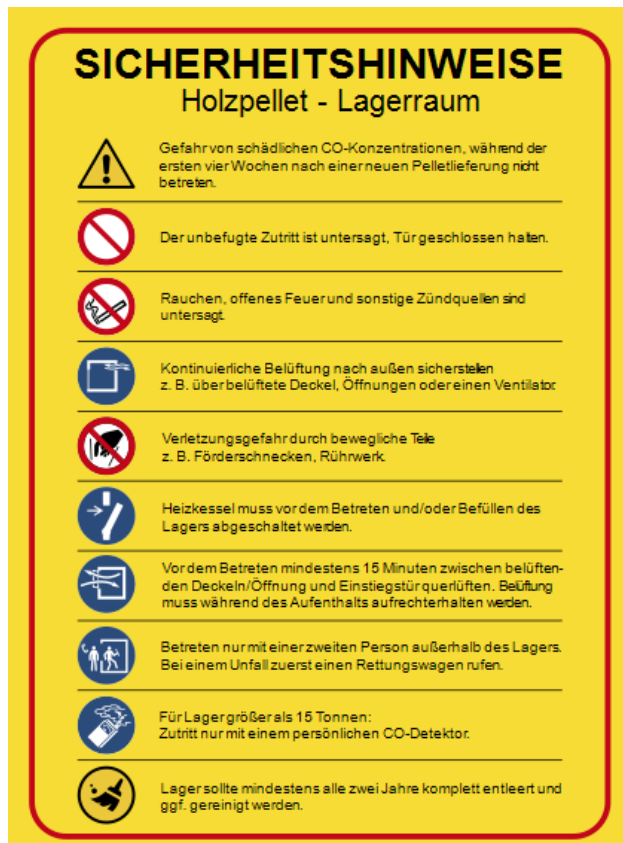 SICHERHEITSHINWEISE
Holzpellet - Lagerraum
Gefahr von schädlichen CO-Konzentrationen, während der
ersten vier Wochen nach einer neuen Pelletlieferung nicht
betreten.
Der unbefugte Zutritt ist untersagt, Tür geschlossen halten.
Rauchen, offenes Feuer und sonstige Zündquellen sind
untersagt.
Kontinuierliche Belüftung nach außen sicherstellen
z. B. über belüftete Deckel, Öffnungen oder einen Ventilator.
Verletzungsgefahr durch bewegliche Teile
z. B. Förderschnecken, Rührwerk.
Heizkessel muss vor dem Betreten und/oder Befüllen des
Lagers abgeschaltet werden.
Vor dem Betreten mindestens 15 Minuten zwischen belüften-
den Deckeln/Öffnung und Einstiegstür querlüften. Belüftung
muss während des Aufenthalts aufrechterhalten werden.
Betreten nur mit einer zweiten Person außerhalb des Lagers.
Bei einem Unfall zuerst einen Rettungswagen rufen.
Für Lager größer als 15 Tonnen:
Zutritt nur mit einem persönlichen CO-Detektor.
Lager sollte mindestens alle zwei Jahre komplett entleert und
ggf. gereinigt werden.